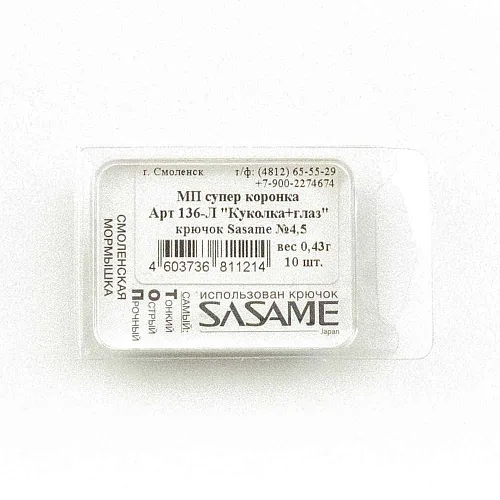 г. Смоленск т/ф: (4812) 65-55-29
+7-900-2274674
МП супер коронка
Арт 136-Л "Куколка+глаз"
крючок Sasame №4,5
вес 0,43г
10 шт.
4 603736 811214
использован крючок
SASAME
Japan
САМЫЙ:
ТОНКИЙ
ОСТРЫЙ
ПРОЧНЫЙ
СМОЛЕНСКАЯ
МОРМЫШКА